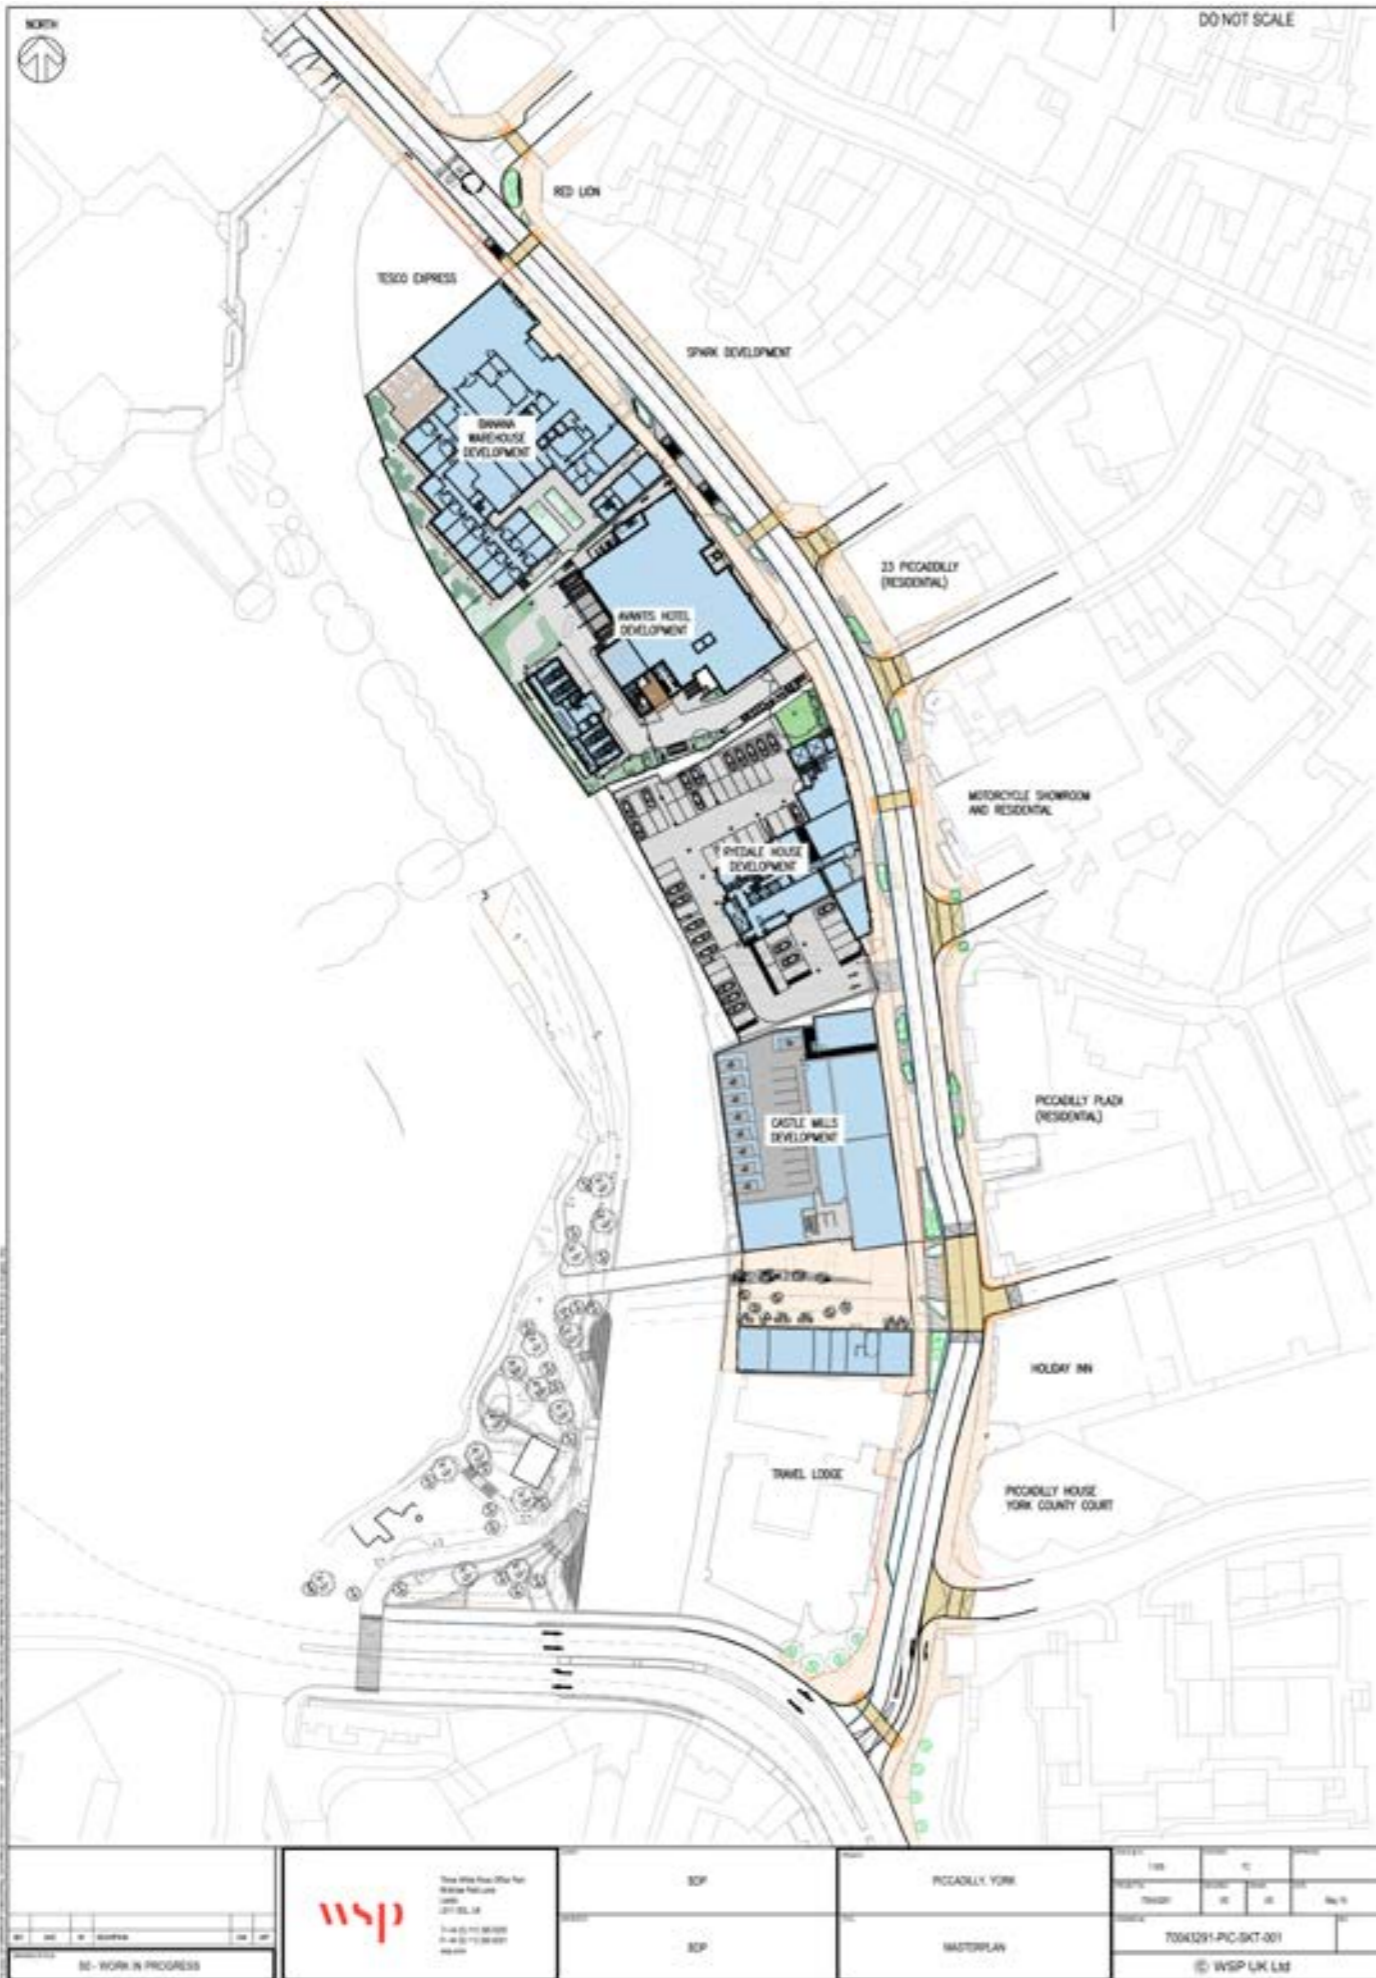 NORTH
DO NOT SCALE
RED LION
TESCO EXPRESS
SPARK DEVELOPMENT
BANANA
WAREHOUSE
DEVELOPMENT
23 PICCADILLY
(RESIDENTIAL)
AVANTIS HOTEL
DEVELOPMENT
MOTORCYCLE SHOWROOM
AND RESIDENTIAL
RYEDALE HOUSE
DEVELOPMENT
PICCADILLY PLAZA
(RESIDENTIAL)
CASTLE MILLS
DEVELOPMENT
HOLIDAY INN
TRAVEL LODGE
PICCADILLY HOUSE
YORK COUNTY COURT
wsp
SDP
PICCADILLY, YORK
SDP
MASTERPLAN
70043291-PIC-SKT-001
S0 - WORK IN PROGRESS
© WSP UK Ltd